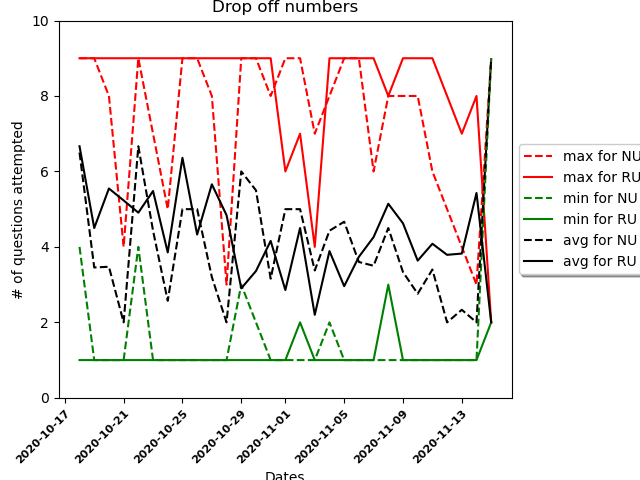 Drop off numbers
# of questions attempted
10
8
6
4
2
0
2020-10-17
2020-10-21
2020-10-25
2020-10-29
2020-11-01
2020-11-05
2020-11-09
2020-11-13
Dates
max for NU
max for RU
min for NU
min for RU
avg for NU
avg for RU